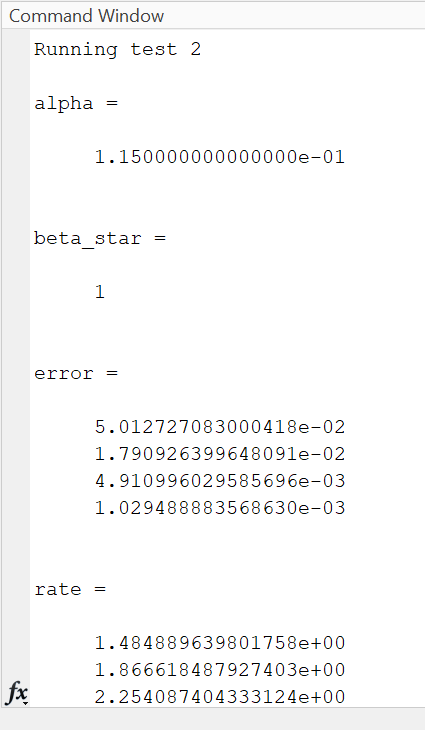 Command Window
Running test 2
alpha =
1.150000000000000e-01
beta_star =
1
error =
5.012727083000418e-02
1.790926399648091e-02
4.910996029585696e-03
1.029488883568630e-03
rate =
1.484889639801758e+00
1.866618487927403e+00
fx
2.254087404333124e+00